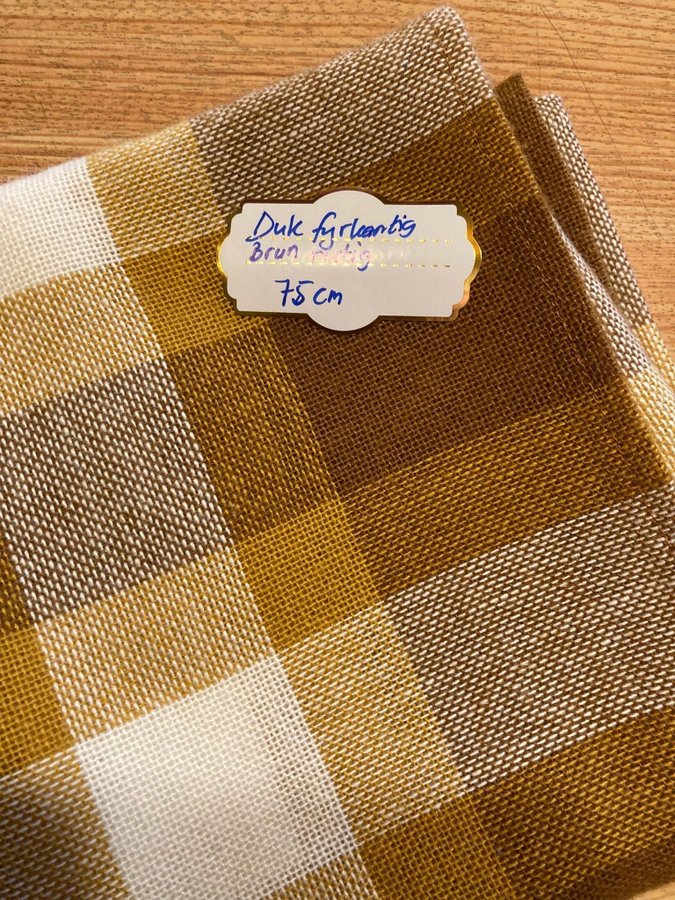 Duk fyrkantig
Brun rutig
75 cm